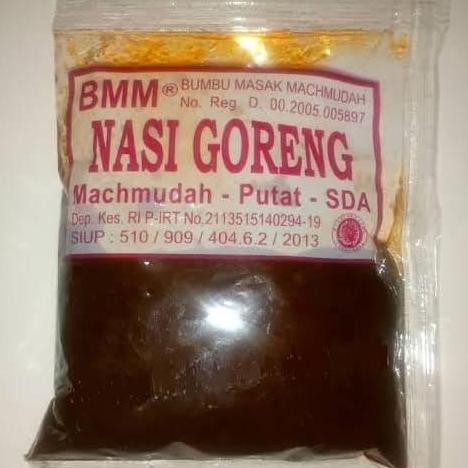 BMM® BUMBU MASAK MACHMUDAH
No. Reg. D. 00.2005.005897
NASI GORENG
Machmudah - Putat - SDA
Dep. Kes. RI P-IRT No.2113515140294-19
SIUP : 510 / 909 / 404.6.2 / 2013